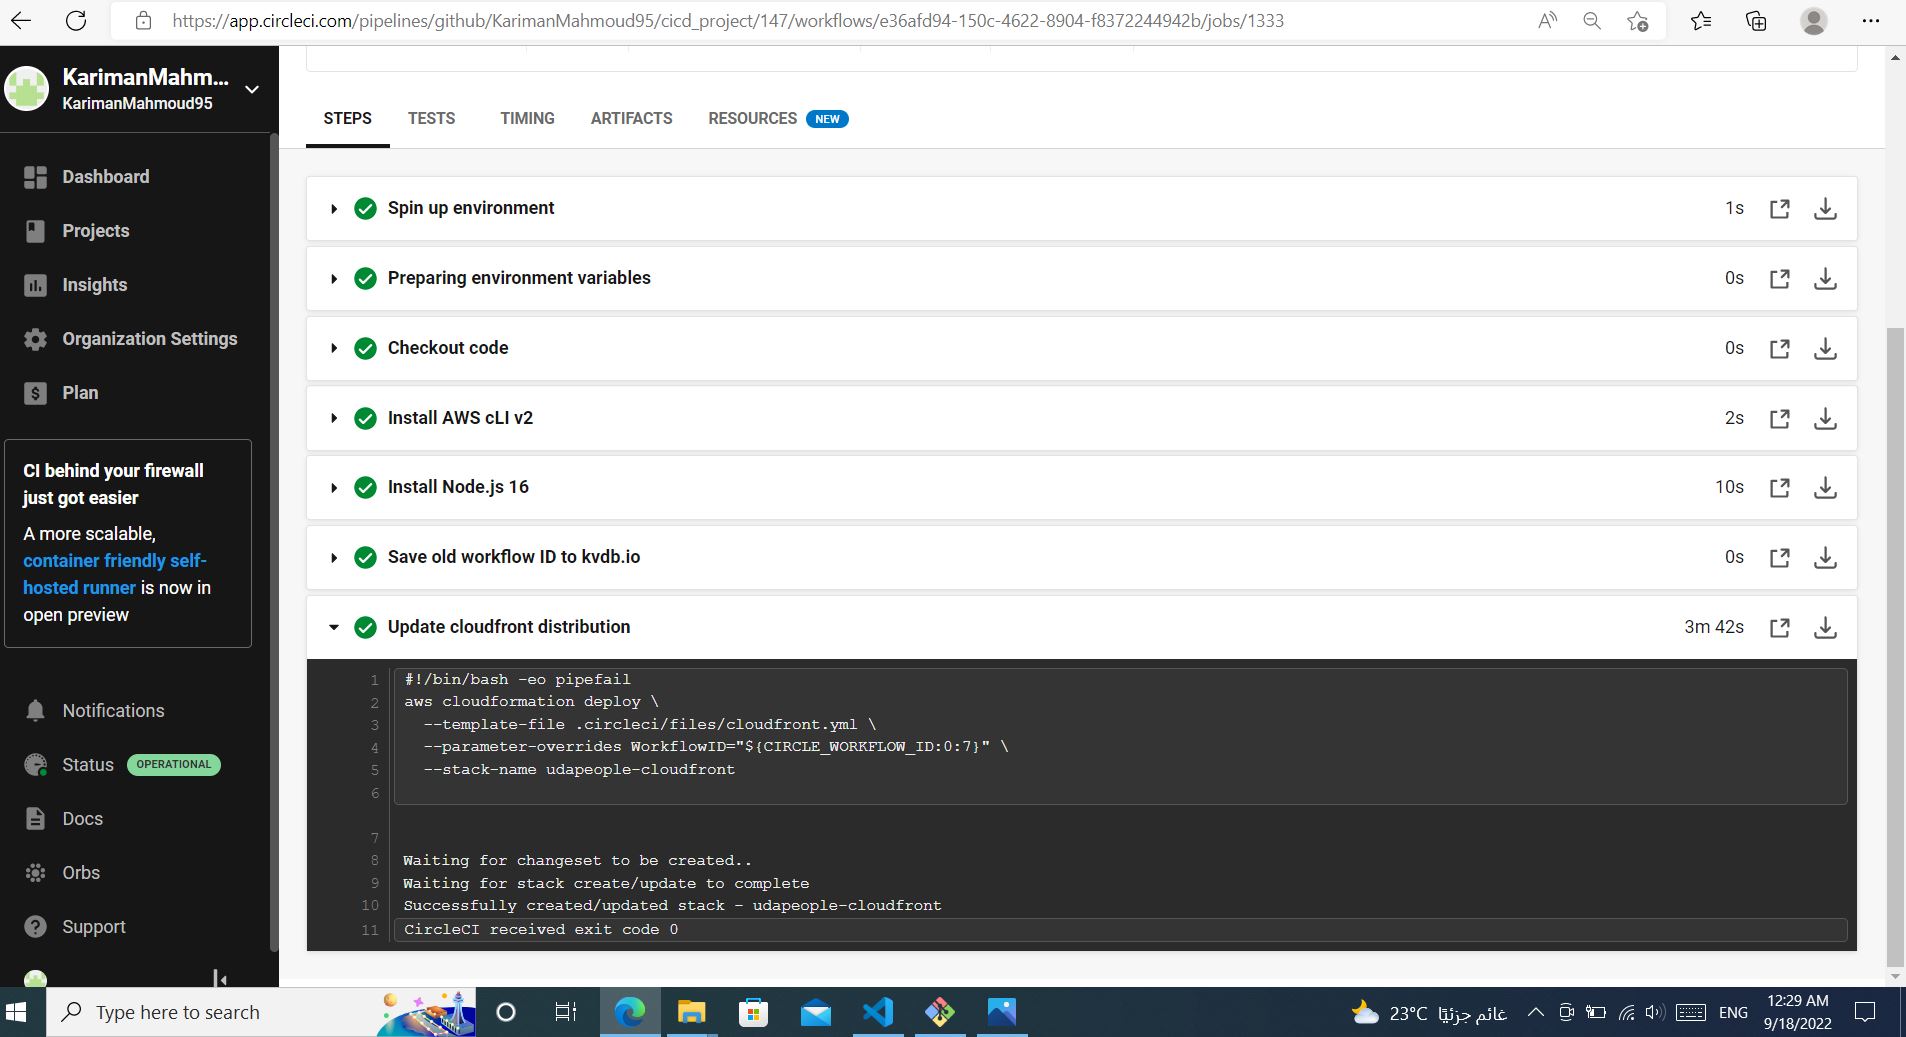 https://app.circleci.com/pipelines/github/KarimanMahmoud95/cicd_project/147/workflows/e36afd94-150c-4622-8904-f8372244942b/jobs/1333
KarimanMahm...
KarimanMahmoud95
Dashboard
Projects
Insights
Organization Settings
Plan
CI behind your firewall
just got easier
A more scalable,
container friendly self-
hosted runner is now in
open preview
Notifications
Status OPERATIONAL
Docs
Orbs
Support
STEPS TESTS TIMING ARTIFACTS RESOURCES NEW
Spin up environment 1s
Preparing environment variables 0s
Checkout code 0s
Install AWS cLI v2 2s
Install Node.js 16 10s
Save old workflow ID to kvdb.io 0s
Update cloudfront distribution 3m 42s
1 #!/bin/bash -eo pipefail
2 aws cloudformation deploy \
3 --template-file .circleci/files/cloudfront.yml \
4 --parameter-overrides WorkflowID="${CIRCLE_WORKFLOW_ID:0:7}" \
5 --stack-name udapeople-cloudfront
6
7
8 Waiting for changeset to be created..
9 Waiting for stack create/update to complete
10 Successfully created/updated stack - udapeople-cloudfront
11 CircleCI received exit code 0
Type here to search
23°C غائم جزئيًا
ENG
12:29 AM
9/18/2022